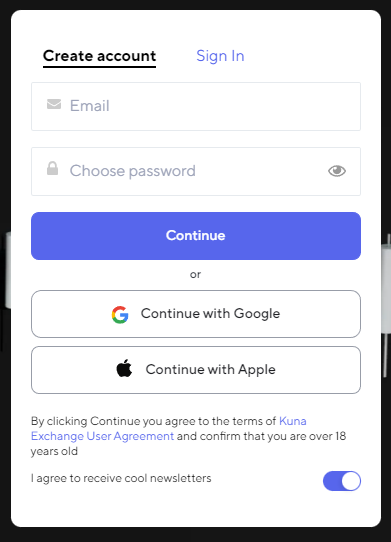 Create account
Sign In
Email
Choose password
Continue
or
Continue with Google
Continue with Apple
By clicking Continue you agree to the terms of Kuna
Exchange User Agreement and confirm that you are over 18
years old
I agree to receive cool newsletters